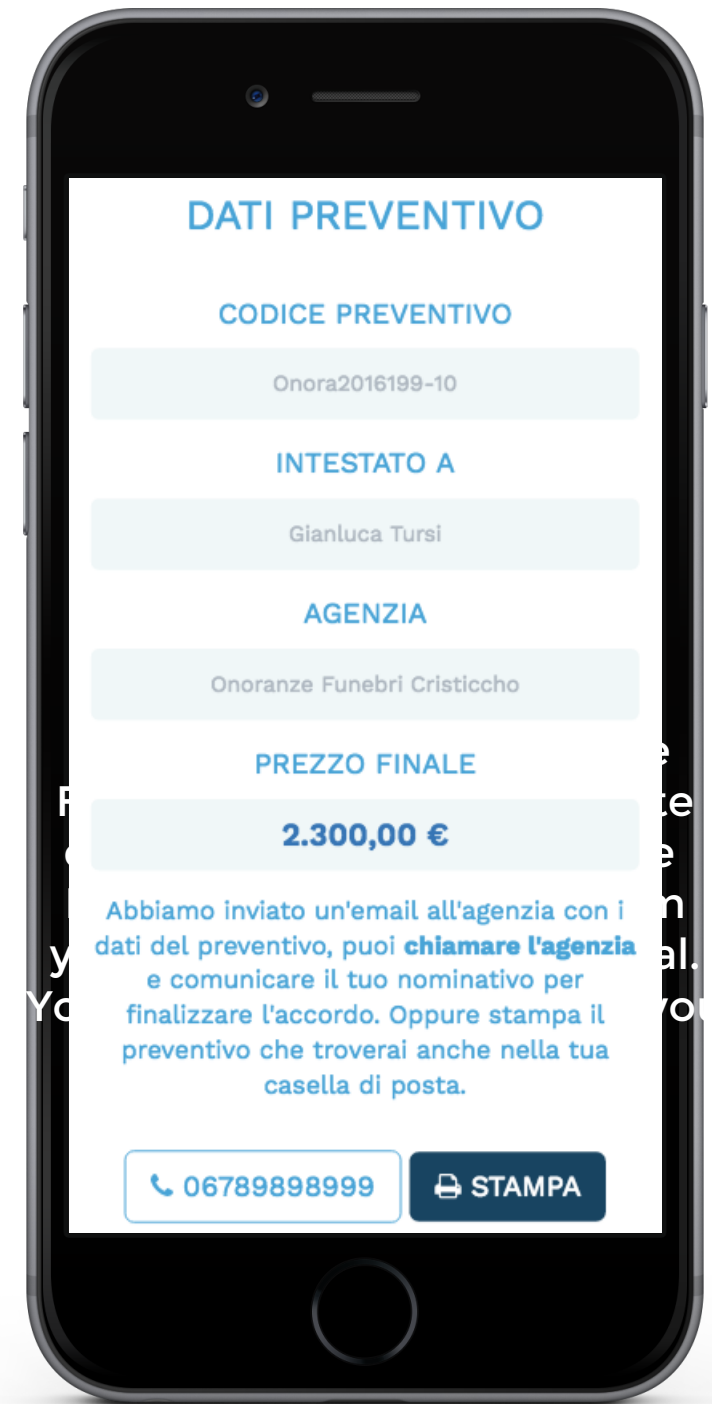 DATI PREVENTIVO
CODICE PREVENTIVO
Onora2016199-10
INTESTATO A
Gianluca Tursi
AGENZIA
Onoranze Funebri Cristiccho
PREZZO FINALE
2.300,00 €
Abbiamo inviato un'email all'agenzia con i
dati del preventivo, puoi chiamare l'agenzia
e comunicare il tuo nominativo per
finalizzare l'accordo. Oppure stampa il
preventivo che troverai anche nella tua
casella di posta.
06789898999
STAMPA